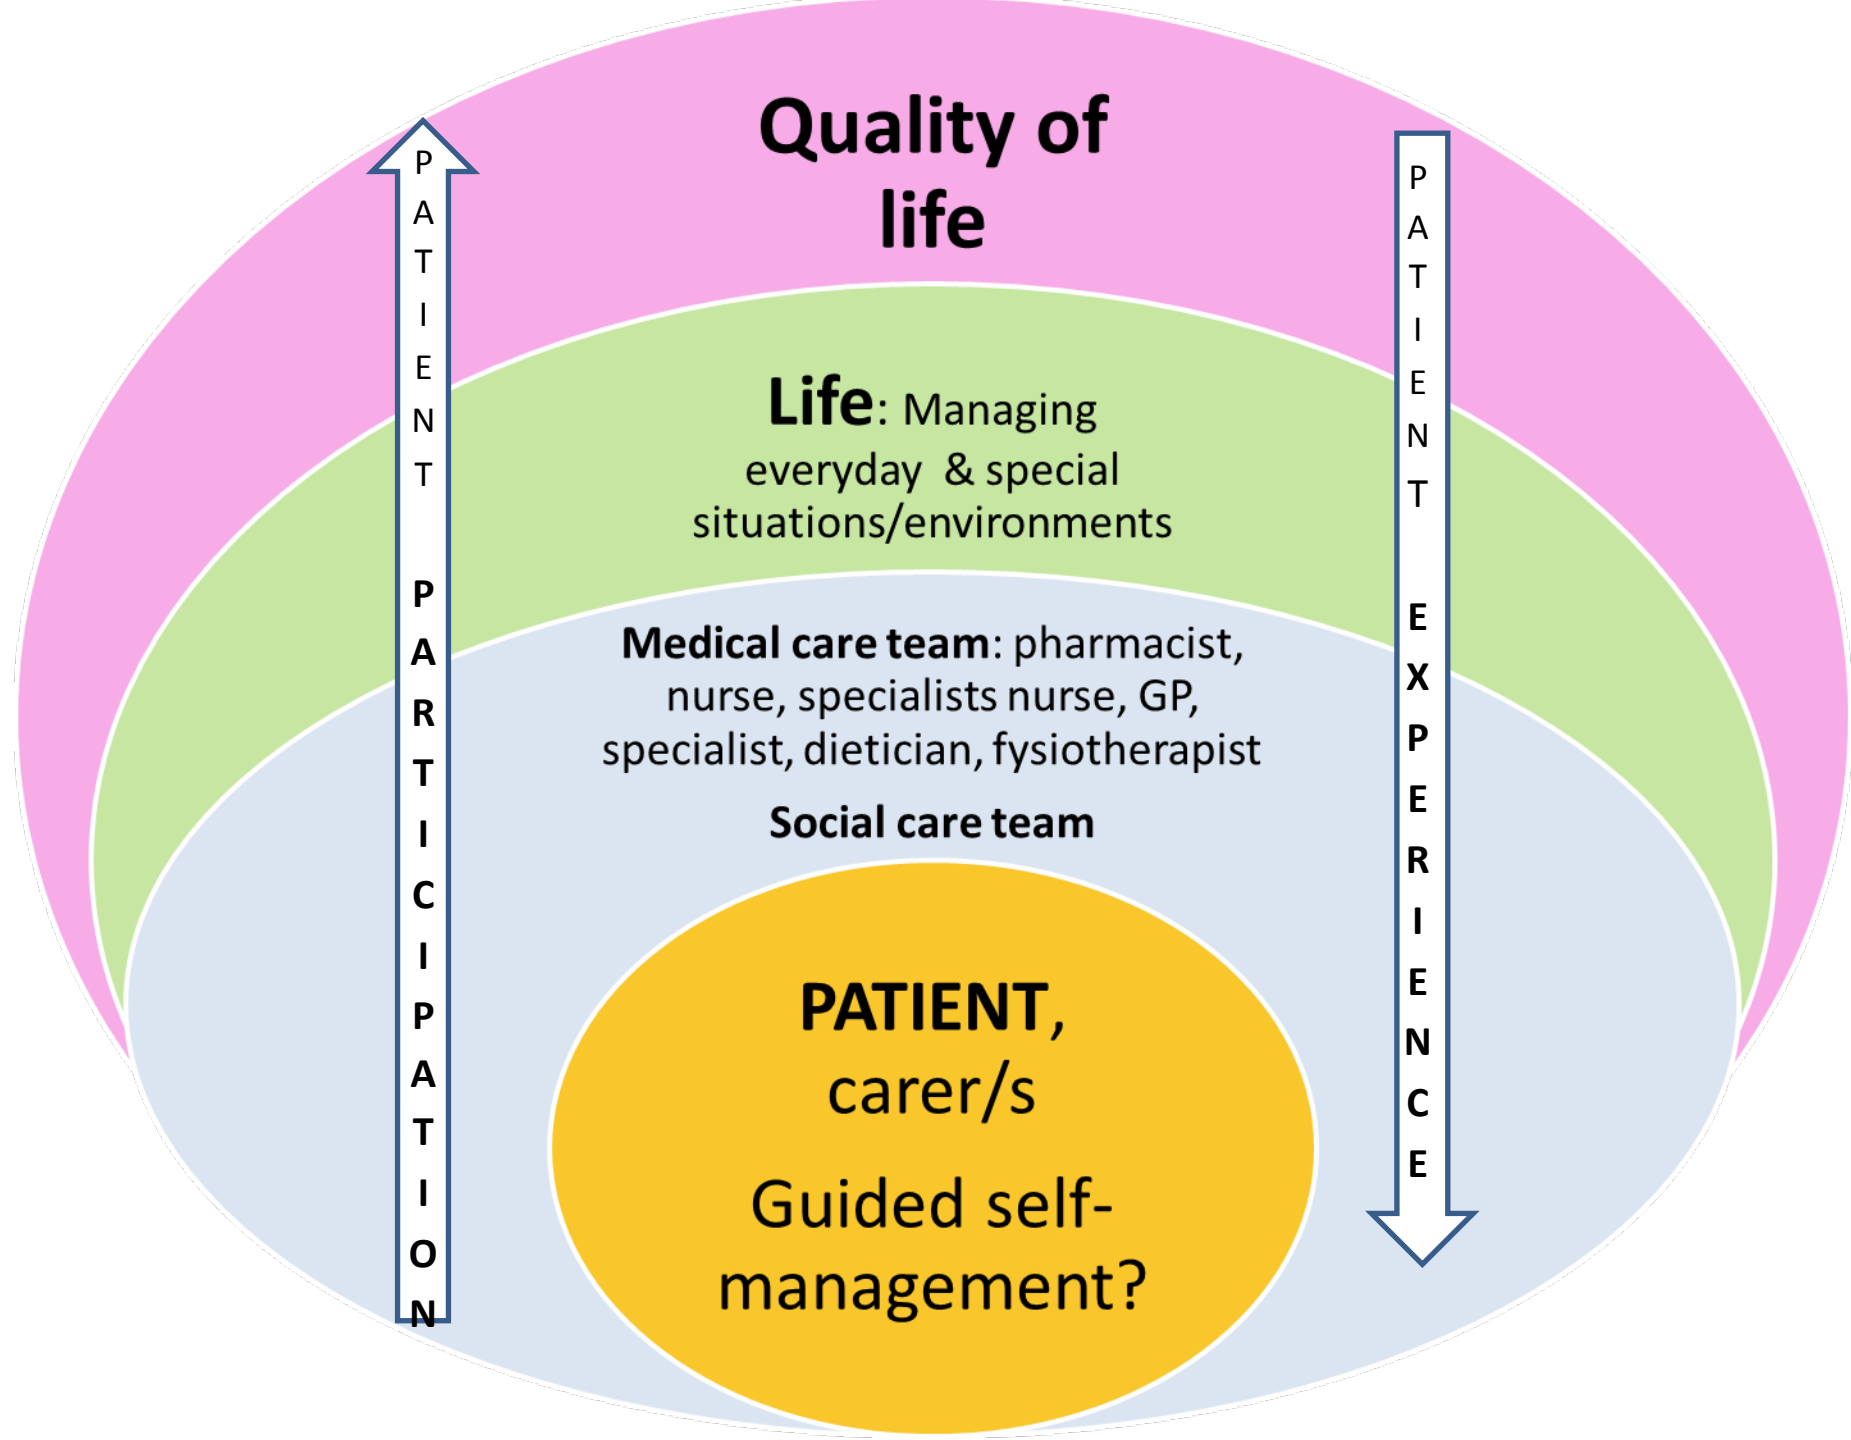 Quality of
life
Life: Managing
everyday & special
situations/environments
Medical care team: pharmacist,
nurse, specialists nurse, GP,
specialist, dietician, fysiotherapist
Social care team
PATIENT,
carer/s
Guided self-
management?
PATIENT PARTICIPATION
PATIENT EXPERIENCE